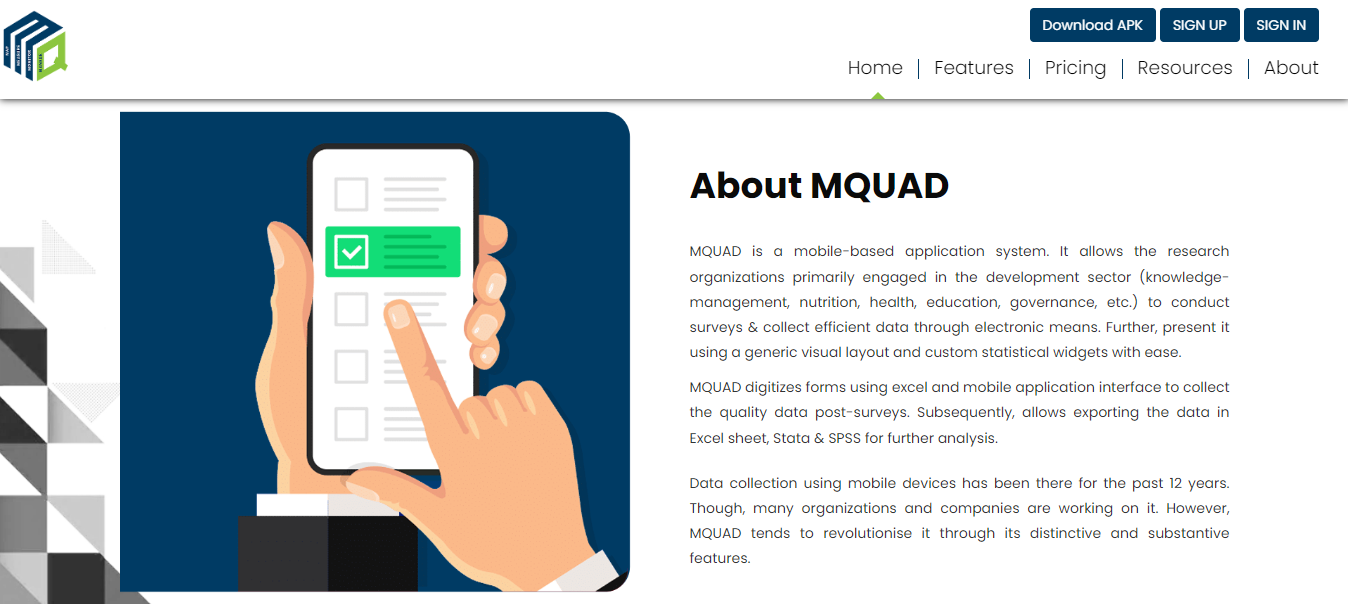 Download APK
SIGN UP
SIGN IN
Home
Features
Pricing
Resources
About
About MQUAD
MQUAD is a mobile-based application system. It allows the research
organizations primarily engaged in the development sector (knowledge-
management, nutrition, health, education, governance, etc.) to conduct
surveys & collect efficient data through electronic means. Further, present it
using a generic visual layout and custom statistical widgets with ease.
MQUAD digitizes forms using excel and mobile application interface to collect
the quality data post-surveys. Subsequently, allows exporting the data in
Excel sheet, Stata & SPSS for further analysis.
Data collection using mobile devices has been there for the past 12 years.
Though, many organizations and companies are working on it. However,
MQUAD tends to revolutionise it through its distinctive and substantive
features.